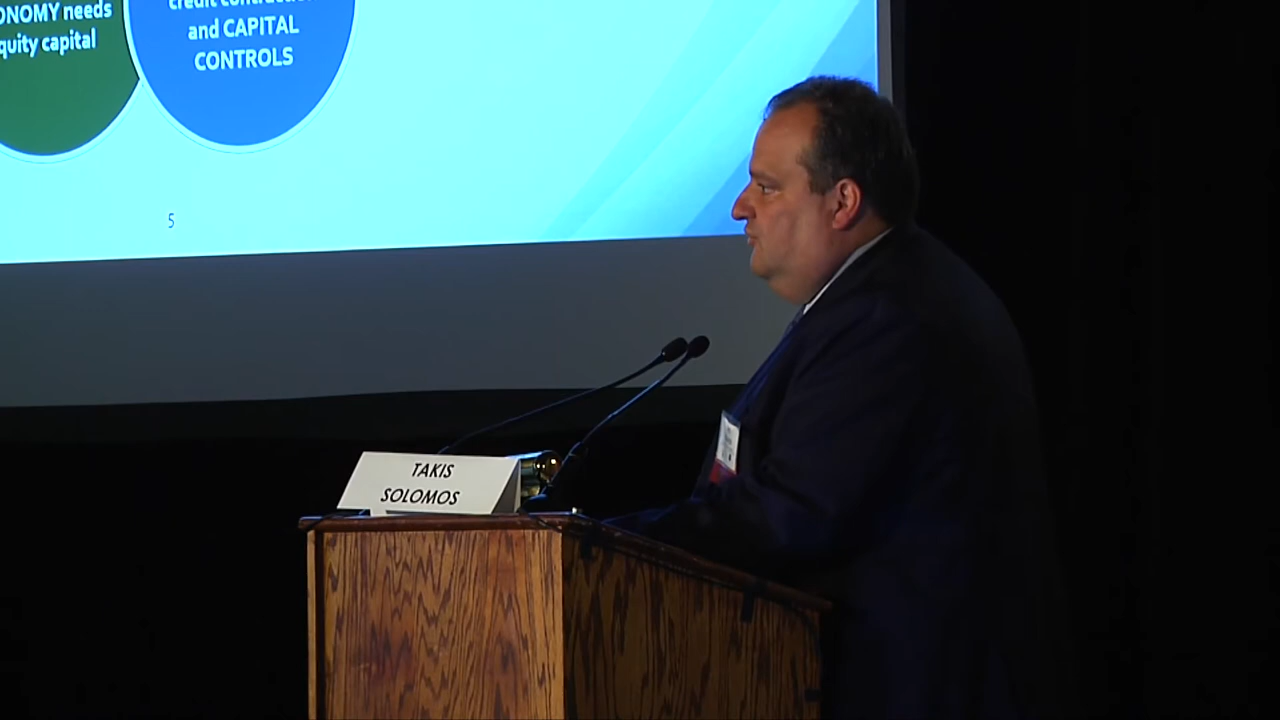 ONOMY needs
quity capital
and CAPITAL
CONTROLS
5
TAKIS
SOLOMOS